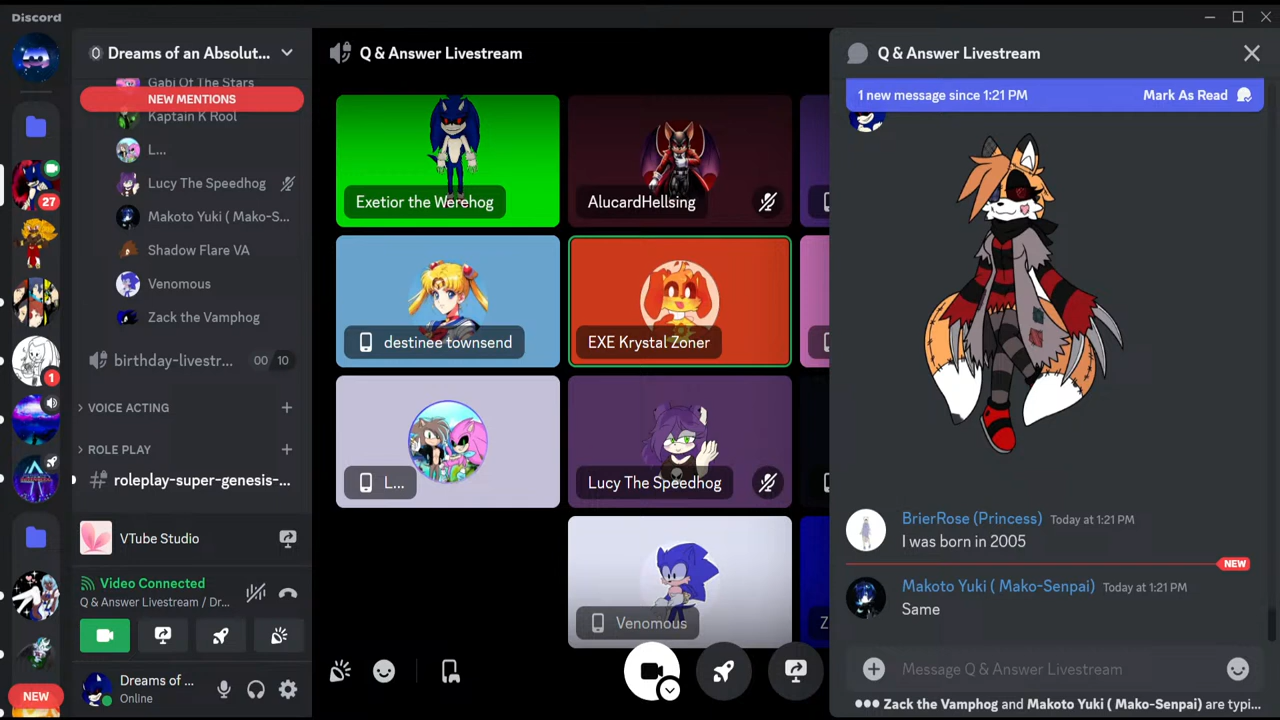 Discord
Dreams of an Absolut...
Gabi Of The Stars
NEW MENTIONS
Kaptain K Rool
L...
Lucy The Speedhog
Makoto Yuki ( Mako-S...
Shadow Flare VA
Venomous
Zack the Vamphog
birthday-livestr...
00 10
VOICE ACTING
ROLE PLAY
roleplay-super-genesis-...
VTube Studio
Video Connected
Q & Answer Livestream / Dr...
Dreams of ...
Online
27
1
NEW
Q & Answer Livestream
Exetior the Werehog
AlucardHellsing
destinee townsend
EXE Krystal Zoner
L...
Lucy The Speedhog
Venomous
Z
Q & Answer Livestream
1 new message since 1:21 PM
Mark As Read
BrierRose (Princess) Today at 1:21 PM
I was born in 2005
NEW
Makoto Yuki ( Mako-Senpai) Today at 1:21 PM
Same
Message Q & Answer Livestream
Zack the Vamphog and Makoto Yuki ( Mako-Senpai) are typi...